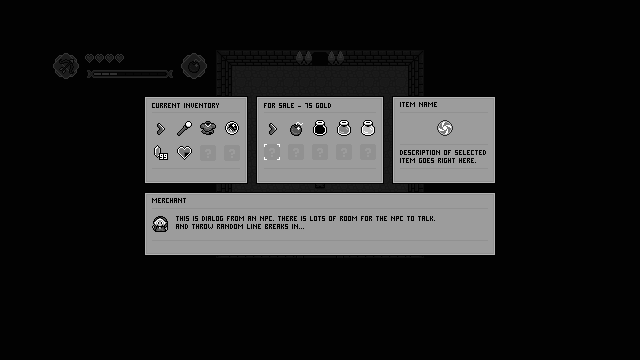 CURRENT INVENTORY
99
? ?
FOR SALE - 75 GOLD
? ? ? ? ?
ITEM NAME
DESCRIPTION OF SELECTED
ITEM GOES RIGHT HERE.
MERCHANT
THIS IS DIALOG FROM AN NPC. THERE IS LOTS OF ROOM FOR THE NPC TO TALK.
AND THROW RANDOM LINE BREAKS IN...